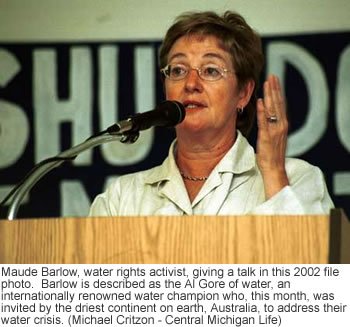 SHU DO
Maude Barlow, water rights activist, giving a talk in this 2002 file
photo. Barlow is described as the Al Gore of water, an
internationally renowned water champion who, this month, was
invited by the driest continent on earth, Australia, to address their
water crisis. (Michael Critzon - Central Michigan Life)